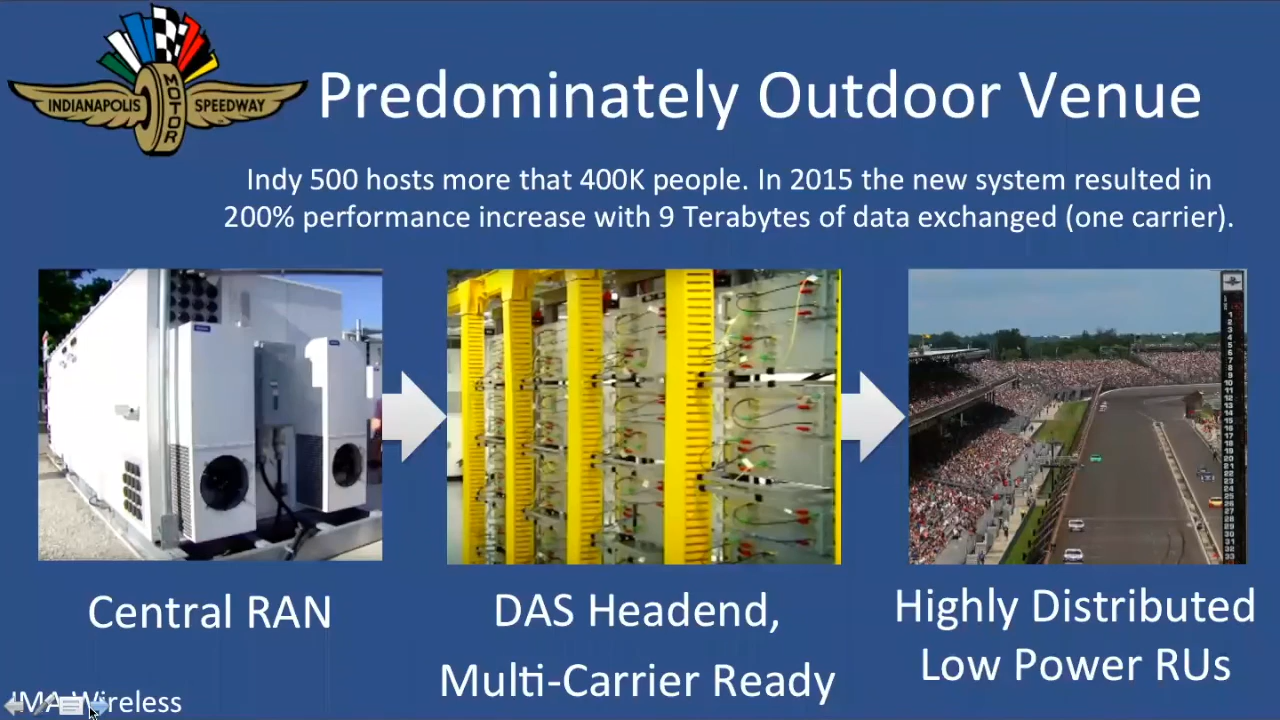 INDIANAPOLIS MOTOR SPEEDWAY
Predominately Outdoor Venue
Indy 500 hosts more that 400K people. In 2015 the new system resulted in
200% performance increase with 9 Terabytes of data exchanged (one carrier).
Central RAN
DAS Headend,
Multi-Carrier Ready
Highly Distributed
Low Power RUs
JMA Wireless